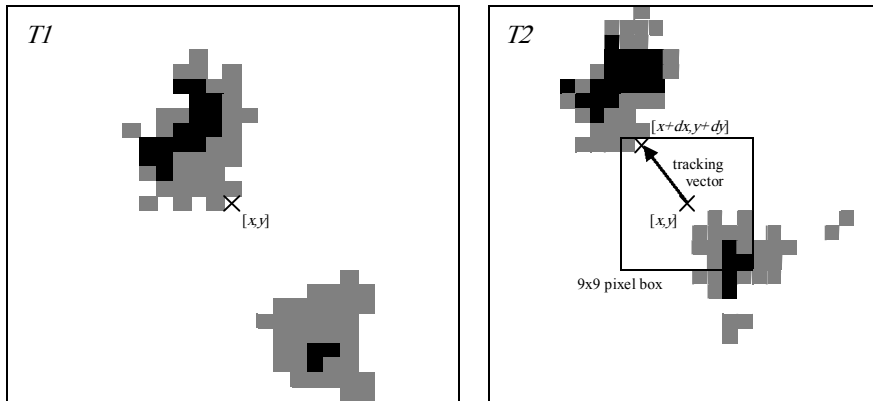 T1
[x,y]
T2
[x+dx,y+dy]
tracking
vector
[x,y]
9x9 pixel box